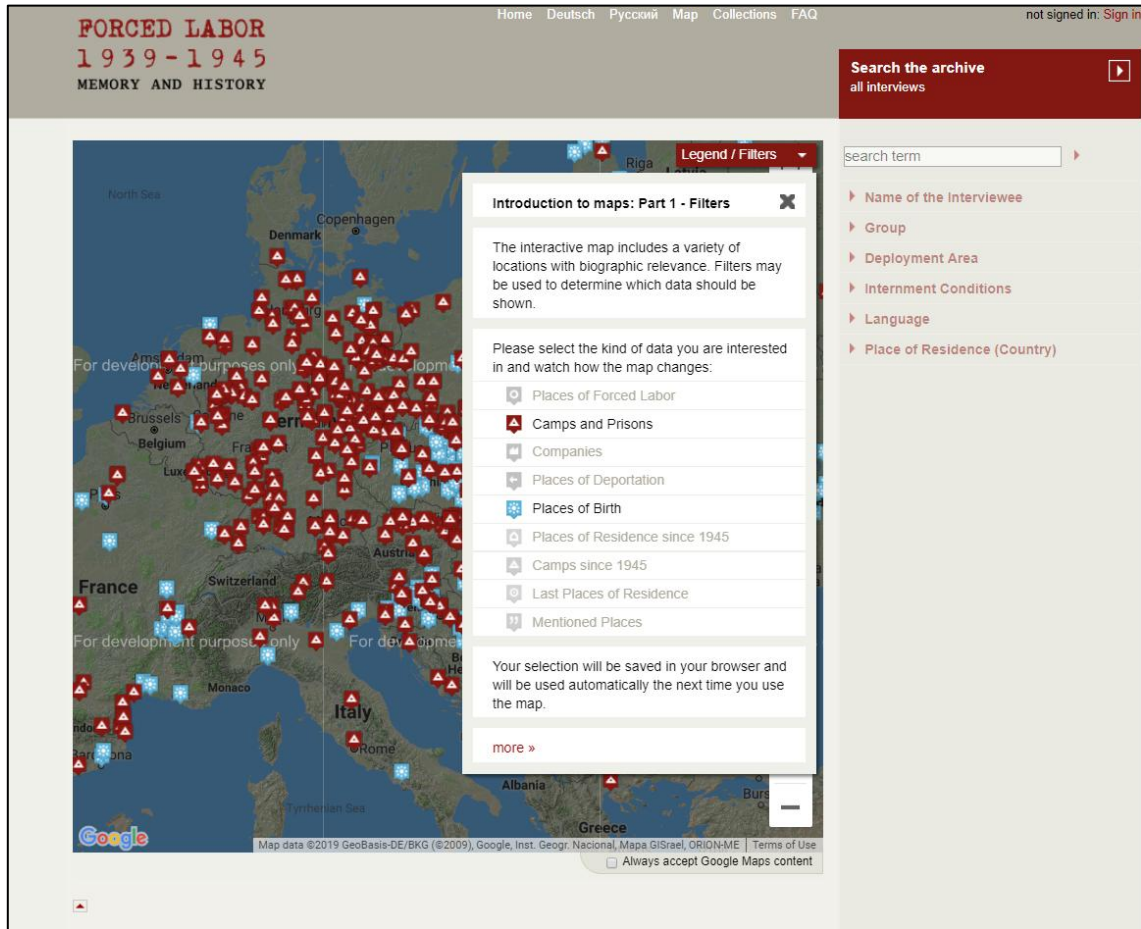 Home Deutsch Русский Map Collections FAQ
not signed in: Sign in
FORCED LABOR
1939-1945
MEMORY AND HISTORY
Search the archive
all interviews
search term
Name of the Interviewee
Group
Deployment Area
Internment Conditions
Language
Place of Residence (Country)
Legend / Filters
Introduction to maps: Part 1 - Filters
The interactive map includes a variety of
locations with biographic relevance. Filters may
be used to determine which data should be
shown.
Please select the kind of data you are interested
in and watch how the map changes:
Places of Forced Labor
Camps and Prisons
Companies
Places of Deportation
Places of Birth
Places of Residence since 1945
Camps since 1945
Last Places of Residence
Mentioned Places
Your selection will be saved in your browser and
will be used automatically the next time you use
the map.
more »
Riga
North Sea
Copenhagen
Denmark
For development purposes only
Brussels
Belgium
France
Switzerland
Austria
For development purposes only
Monaco
Italy
Rome
Albania
Tyrrhenian Sea
Greece
Google
Map data ©2019 GeoBasis-DE/BKG (©2009), Google, Inst. Geogr. Nacional, Mapa GISrael, ORION-ME
Terms of Use
Always accept Google Maps content